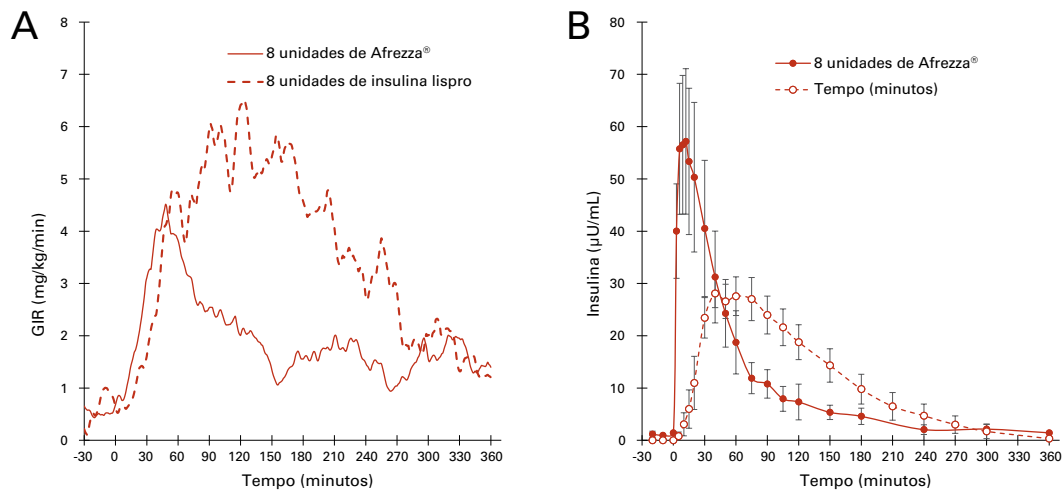 A
8 unidades de Afrezza®
8 unidades de insulina lispro
GIR (mg/kg/min)
8
7
6
5
4
3
2
1
0
-30 0 30 60 90 120 150 180 210 240 270 300 330 360
Tempo (minutos)
B
8 unidades de Afrezza®
Tempo (minutos)
Insulina (µU/mL)
80
70
60
50
40
30
20
10
0
-30 0 30 60 90 120 150 180 210 240 270 300 330 360
Tempo (minutos)